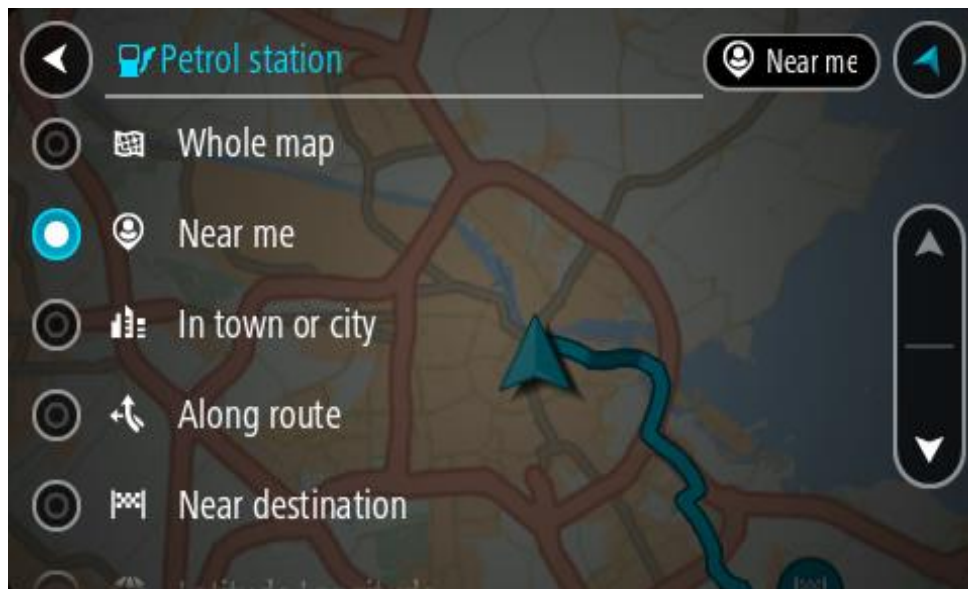 Petrol station
Near me
Whole map
Near me
In town or city
Along route
Near destination